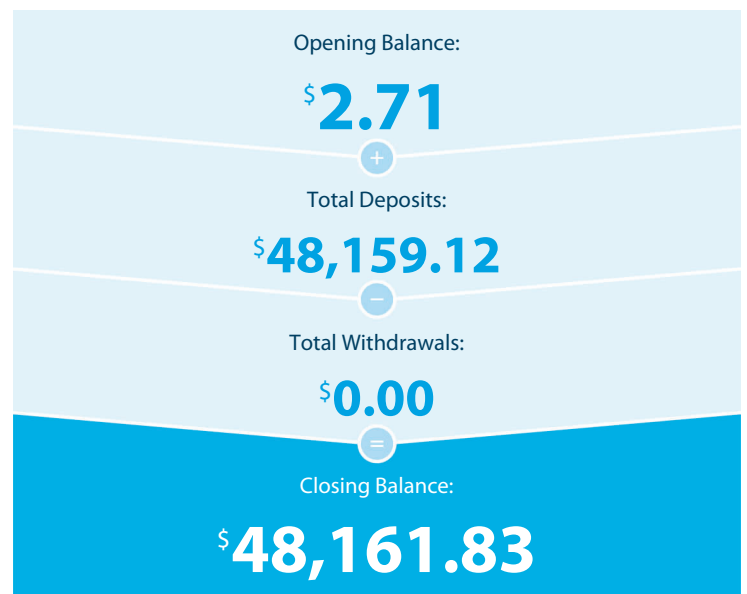 Opening Balance:
$2.71
+
Total Deposits:
$48,159.12
−
Total Withdrawals:
$0.00
=
Closing Balance:
$48,161.83